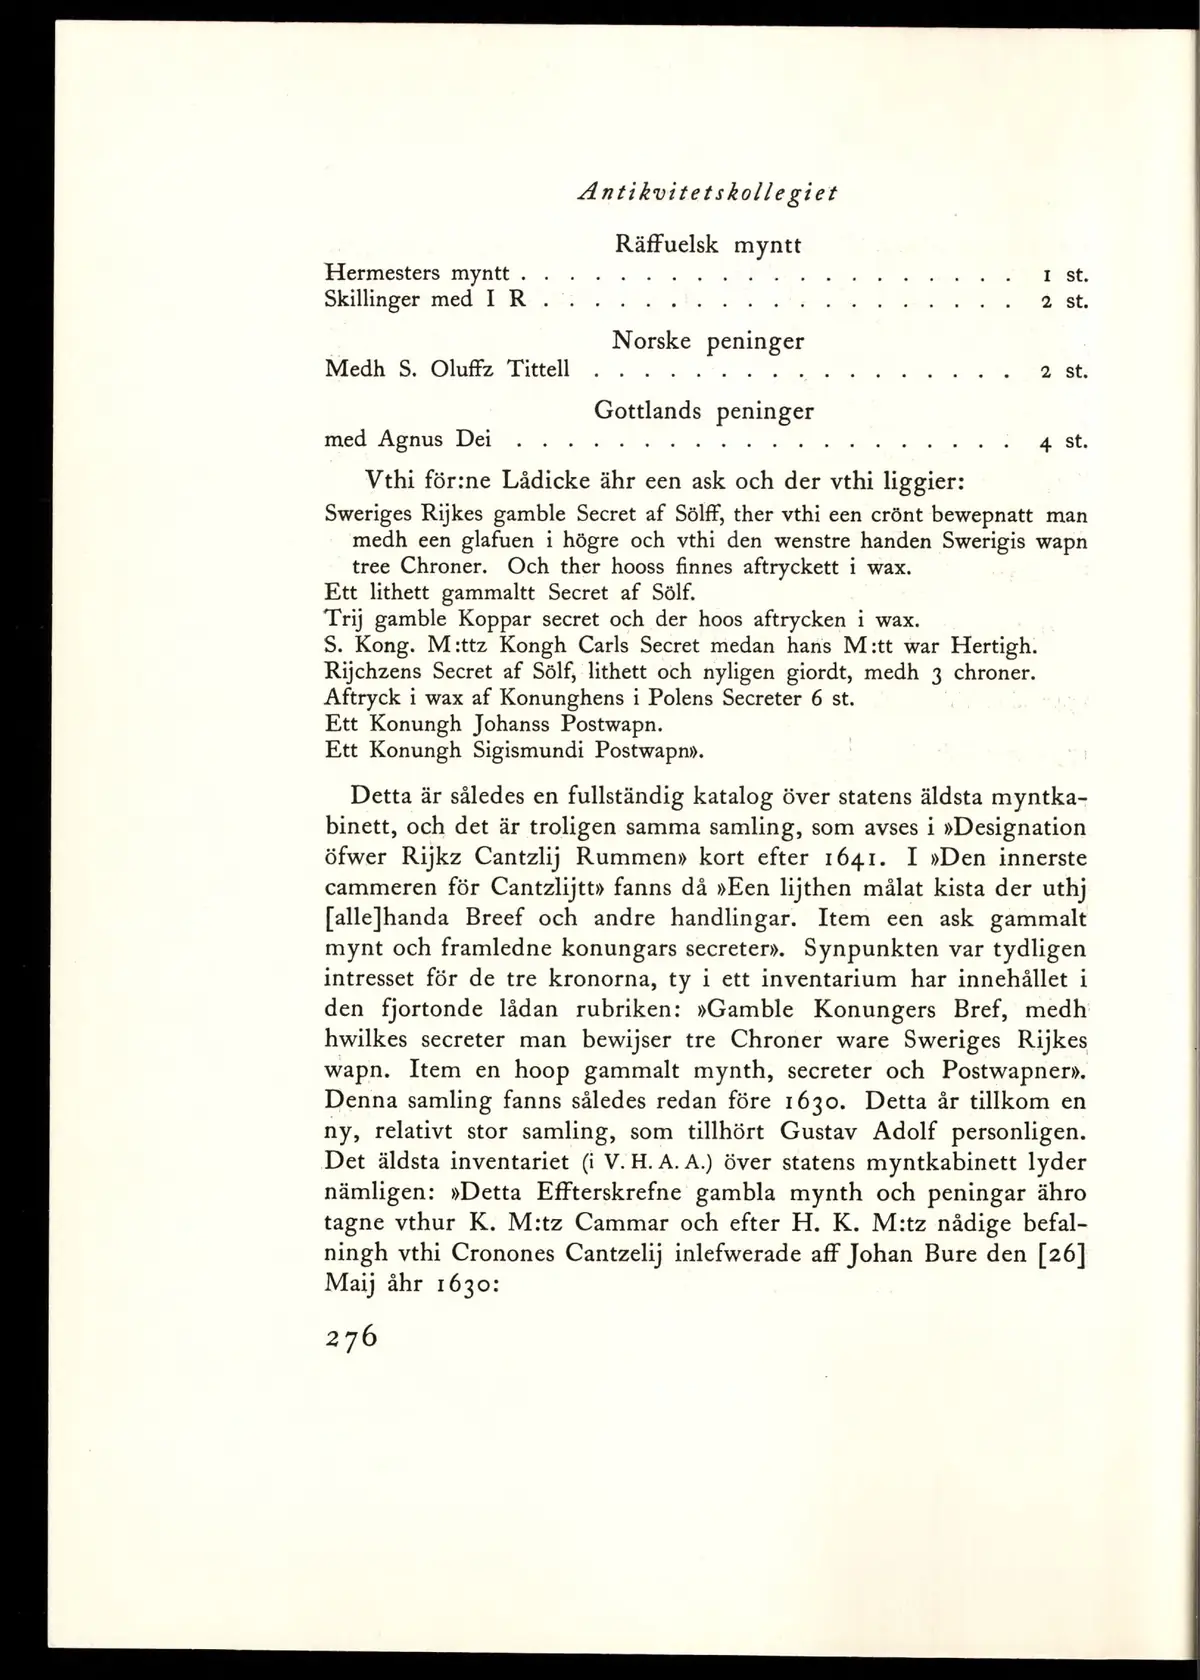 Antikvitetskollegiet
Räffuelsk myntt
Hermesters myntt . . . . . . . . . . . . . . . . . . . . 1 st.
Skillinger med I R . . . . . . . . . . . . . . . . . . . 2 st.
Norske peninger
Medh S. Oluffz Tittell . . . . . . . . . . . . . . . . . 2 st.
Gottlands peninger
med Agnus Dei . . . . . . . . . . . . . . . . . . . . 4 st.
Vthi för:ne Lådicke ähr een ask och der vthi liggier:
Sweriges Rijkes gamble Secret af Sölff, ther vthi een crönt bewepnatt man
medh een glafuen i högre och vthi den wenstre handen Swerigis wapn
tree Chroner. Och ther hooss finnes aftryckett i wax.
Ett lithett gammaltt Secret af Sölf.
Trij gamble Koppar secret och der hoos aftrycken i wax.
S. Kong. M:ttz Kongh Carls Secret medan hans M:tt war Hertigh.
Rijchzens Secret af Sölf, lithett och nyligen giordt, medh 3 chroner.
Aftryck i wax af Konunghens i Polens Secreter 6 st.
Ett Konungh Johanss Postwapn.
Ett Konungh Sigismundi Postwapn».
Detta är således en fullständig katalog över statens äldsta myntka-
binett, och det är troligen samma samling, som avses i »Designation
öfwer Rijkz Cantzlij Rummen» kort efter 1641. I »Den innerste
cammeren för Cantzlijtt» fanns då »Een lijthen målat kista der uthj
[alle]handa Breef och andre handlingar. Item een ask gammalt
mynt och framledne konungars secreter». Synpunkten var tydligen
intresset för de tre kronorna, ty i ett inventarium har innehållet i
den fjortonde lådan rubriken: »Gamble Konungers Bref, medh
hwilkes secreter man bewijser tre Chroner ware Sweriges Rijkes
wapn. Item en hoop gammalt mynth, secreter och Postwapner».
Denna samling fanns således redan före 1630. Detta år tillkom en
ny, relativt stor samling, som tillhört Gustav Adolf personligen.
Det äldsta inventariet (i V. H. A. A.) över statens myntkabinett lyder
nämligen: »Detta Effterskrefne gambla mynth och peningar ähro
tagne vthur K. M:tz Cammar och efter H. K. M:tz nådige befal-
ningh vthi Cronones Cantzelij inlefwerade aff Johan Bure den [26]
Maij åhr 1630:
276